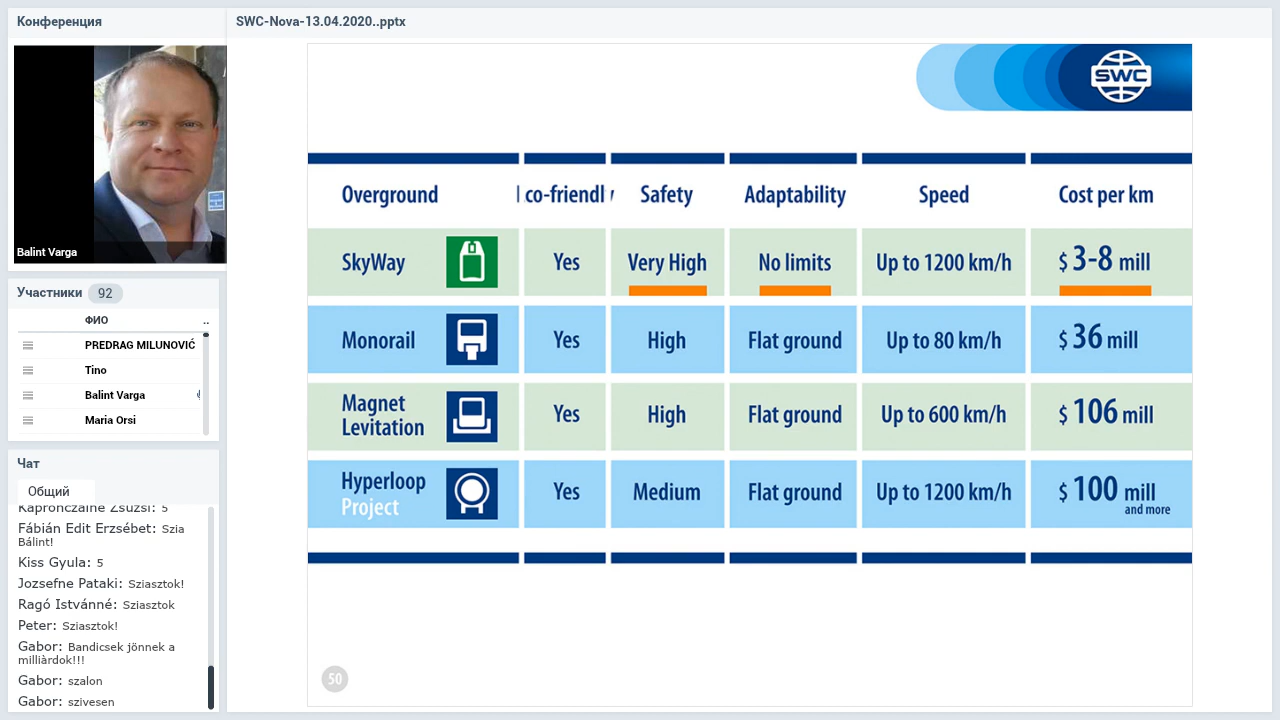 Конференция
Balint Varga
Участники 92
ФИО ..
PREDRAG MILUNOVIĆ
Tino
Balint Varga
Maria Orsi
Чат
Общий
Kapronczainé Zsuzsi: 5
Fábián Edit Erzsébet: Szia
Bálint!
Kiss Gyula: 5
Jozsefne Pataki: Sziasztok!
Ragó Istvánné: Sziasztok
Peter: Sziasztok!
Gabor: Bandicsek jönnek a
milliàrdok!!!
Gabor: szalon
Gabor: szivesen
SWC-Nova-13.04.2020..pptx
SWC
Overground co-friendly Safety Adaptability Speed Cost per km
SkyWay Yes Very High No limits Up to 1200 km/h $ 3-8 mill
Monorail Yes High Flat ground Up to 80 km/h $ 36 mill
Magnet
Levitation Yes High Flat ground Up to 600 km/h $ 106 mill
Hyperloop
Project Yes Medium Flat ground Up to 1200 km/h $ 100 mill
and more
50